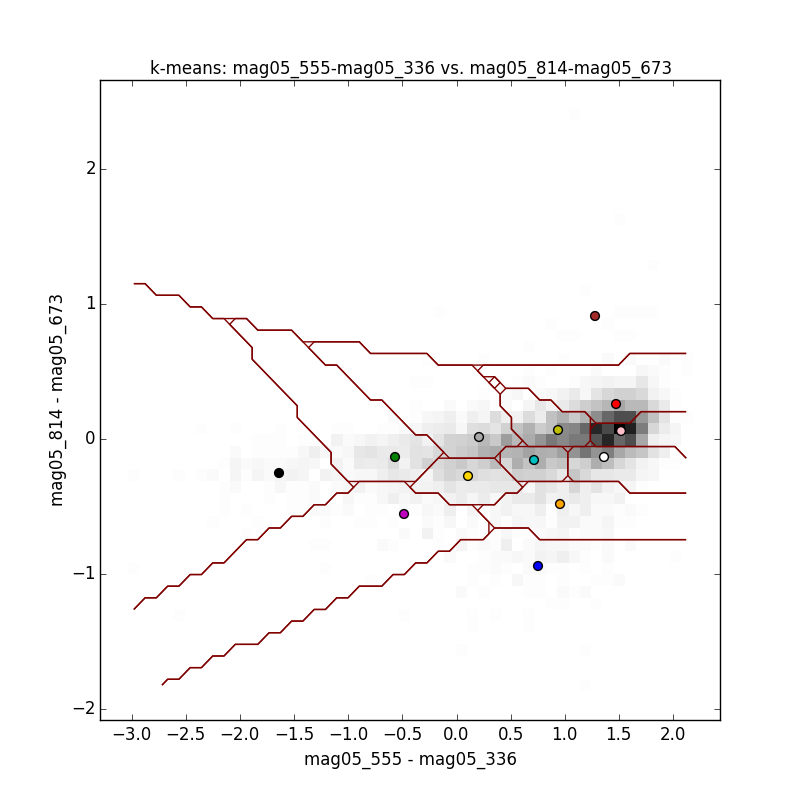 k-means: mag05_555-mag05_336 vs. mag05_814-mag05_673
2
1
0
−1
−2
mag05_814 - mag05_673
−3.0 −2.5 −2.0 −1.5 −1.0 −0.5 0.0 0.5 1.0 1.5 2.0
mag05_555 - mag05_336